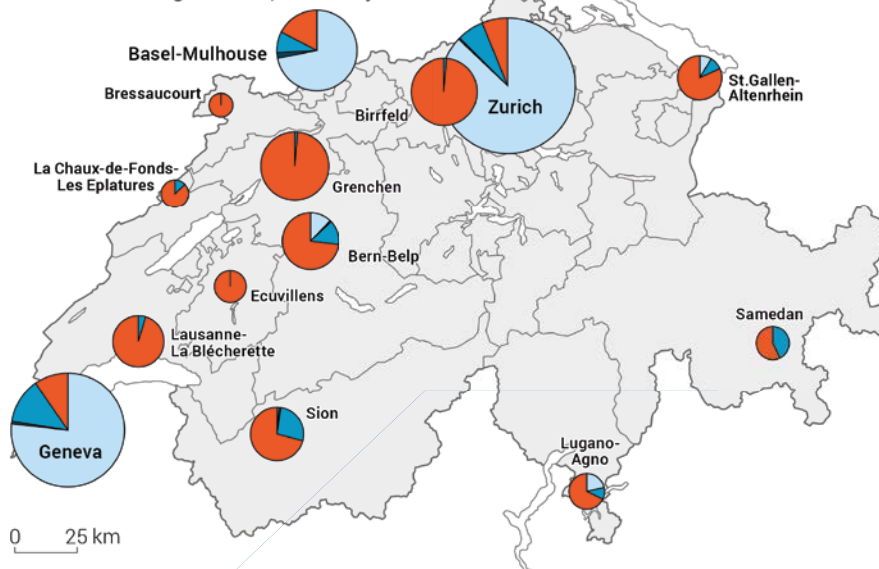 Basel-Mulhouse
Bressaucourt
Birrfeld
Zurich
St.Gallen-
Altenrhein
La Chaux-de-Fonds-
Les Eplatures
Grenchen
Bern-Belp
Ecuvillens
Lausanne-
La Blécherette
Samedan
Sion
Geneva
Lugano-
Agno
0 25 km